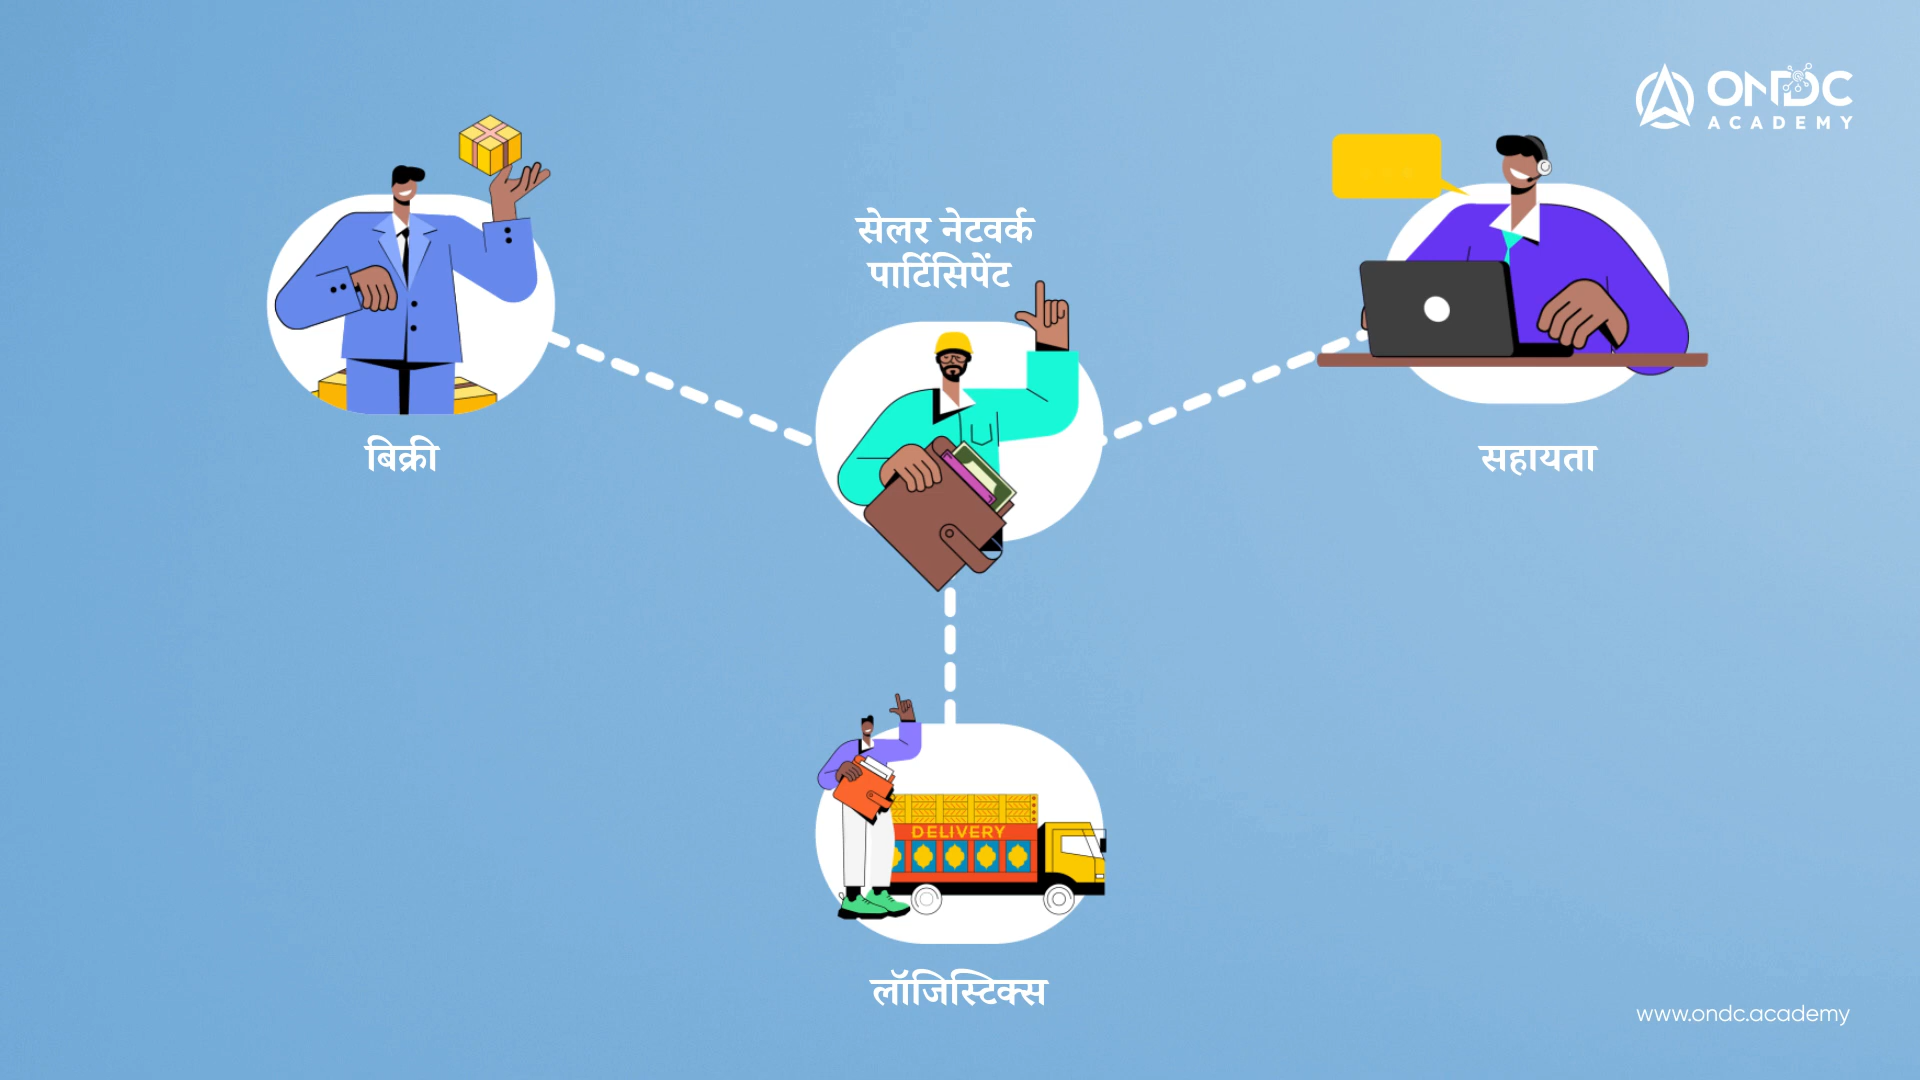 ONDC
ACADEMY
सेलर नेटवर्क
पार्टिसिपेंट
बिक्री
सहायता
DELIVERY
लॉजिस्टिक्स
www.ondc.academy